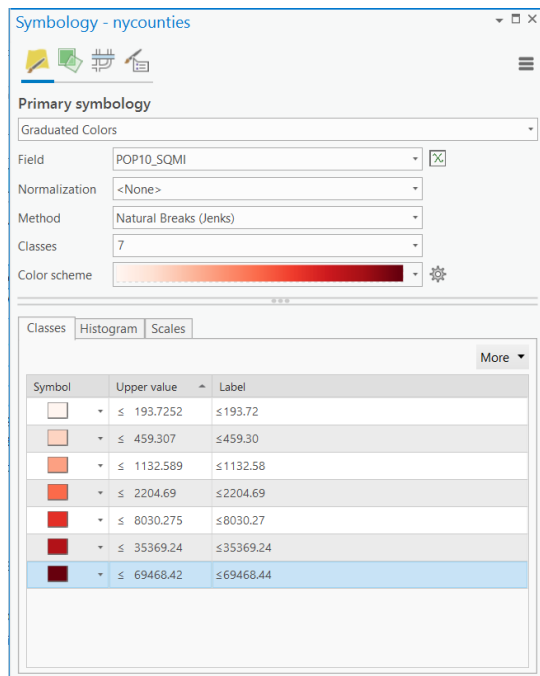 Symbology - nycounties
Primary symbology
Graduated Colors
Field POP10_SQMI
Normalization <None>
Method Natural Breaks (Jenks)
Classes 7
Color scheme
Classes Histogram Scales
More
Symbol Upper value Label
≤ 193.7252 ≤193.72
≤ 459.307 ≤459.30
≤ 1132.589 ≤1132.58
≤ 2204.69 ≤2204.69
≤ 8030.275 ≤8030.27
≤ 35369.24 ≤35369.24
≤ 69468.42 ≤69468.44